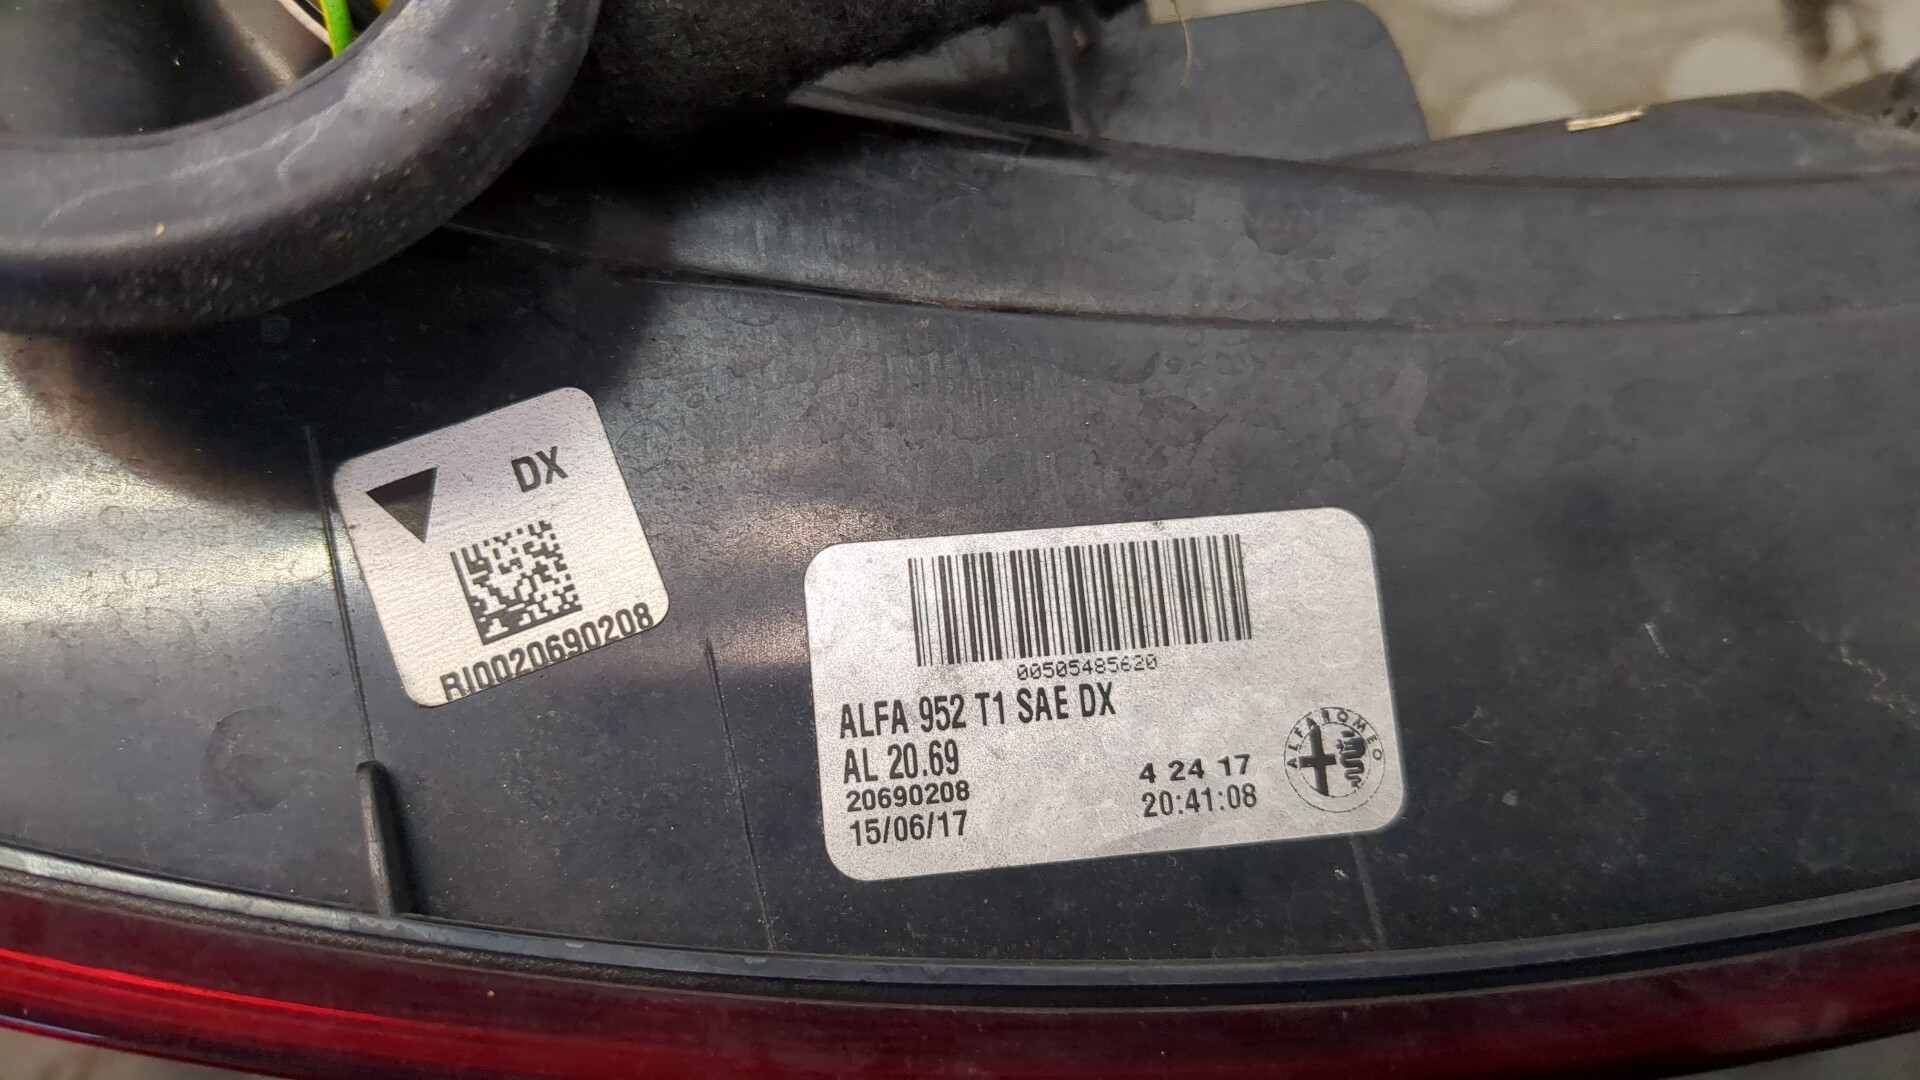 DX
RI0020690208
00505485620
ALFA 952 T1 SAE DX
AL 20.69
20690208
15/06/17
4 24 17
20:41:08
ALFA ROMEO